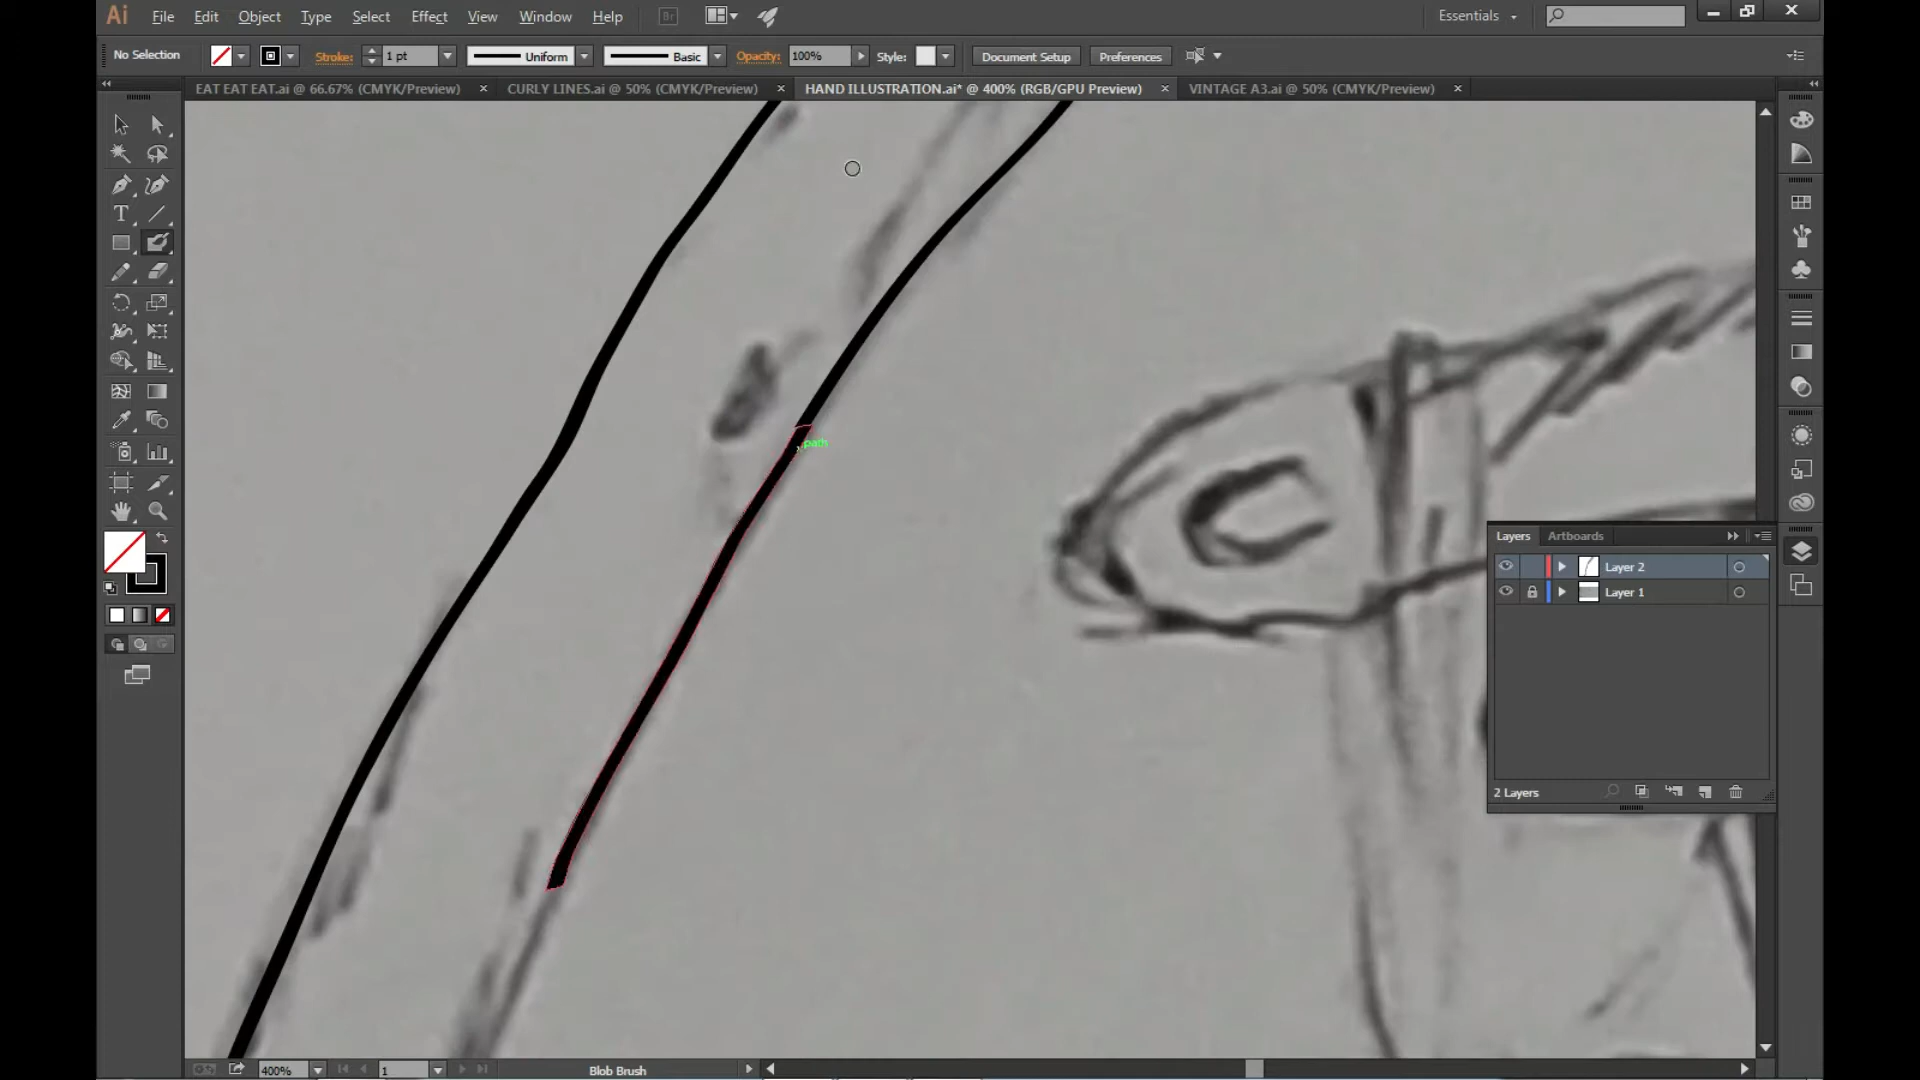 Ai File Edit Object Type Select Effect View Window Help Br Essentials
No Selection Stroke: 1 pt Uniform Basic Opacity: 100% Style: Document Setup Preferences
EAT EAT EAT.ai @ 66.67% (CMYK/Preview) CURLY LINES.ai @ 50% (CMYK/Preview) HAND ILLUSTRATION.ai* @ 400% (RGB/GPU Preview) VINTAGE A3.ai @ 50% (CMYK/Preview)
path
Layers Artboards
Layer 2
Layer 1
2 Layers
400% 1 Blob Brush